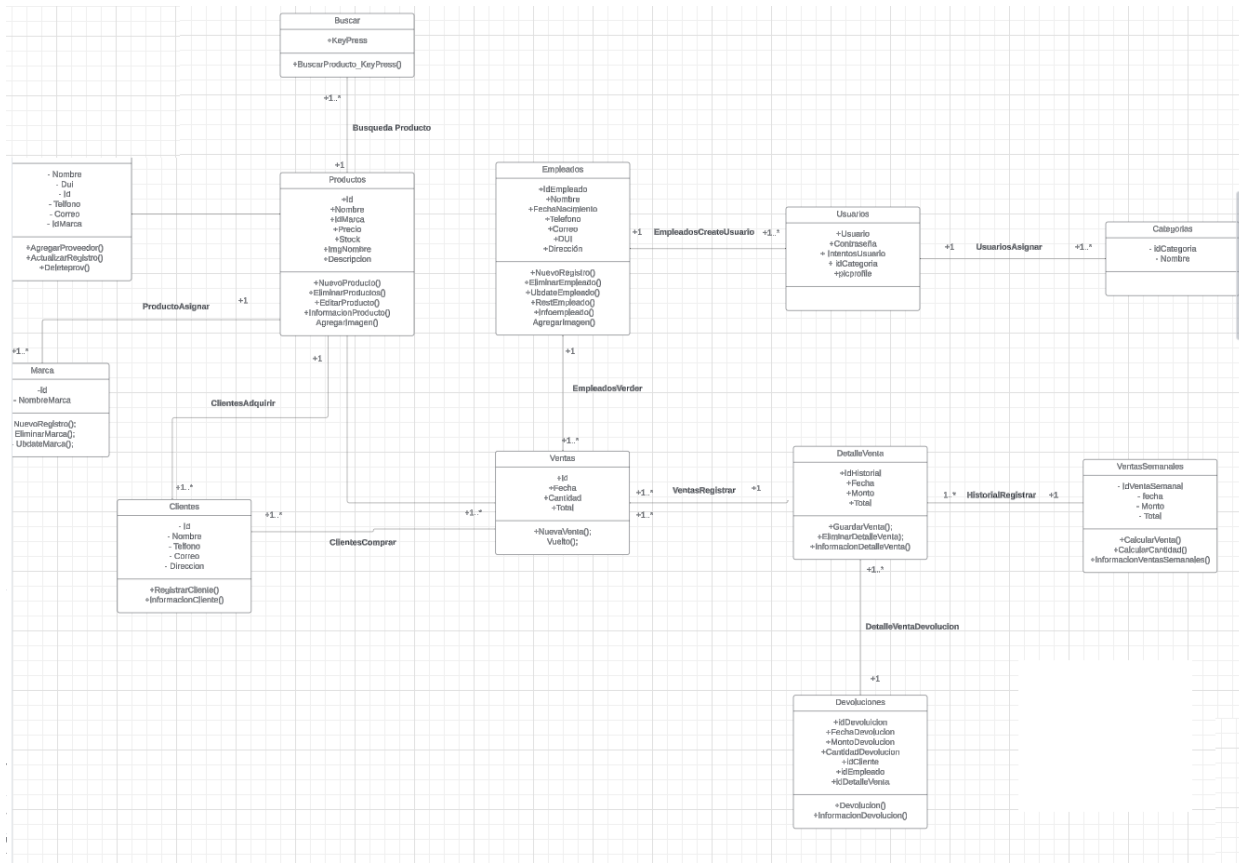 Buscar
+KeyPress
+BuscarProducto_KeyPress()
+1..*
Busqueda Producto
+1
- Nombre
- Dui
- Id
- Telfono
- Correo
- IdMarca
+AgregarProveedor()
+ActualizarRegistro()
+Deleteprov()
Productos
+Id
+Nombre
+IdMarca
+Precio
+Stock
+ImgNombre
+Descripcion
+NuevoProducto()
+EliminarProductos()
+EditarProducto()
+InformacionProducto()
AgregarImagen()
Empleados
+IdEmpleado
+Nombre
+FechaNacimiento
+Telefono
+Correo
+DUI
+Dirección
+NuevoRegistro()
+EliminarEmpleado()
+UbdateEmpleado()
+RestEmpleado()
+Infoempleado()
AgregarImagen()
+1
EmpleadosCreateUsuario
+1..*
Usuarios
+Usuario
+ Contraseña
+ IntentosUsuario
+ idCategoria
+picprofile
+1
UsuariosAsignar
+1..*
Categorias
- idCategoria
- Nombre
ProductoAsignar
+1
+1..*
Marca
-Id
- NombreMarca
NuevoRegistro();
EliminarMarca();
UbdateMarca();
+1
ClientesAdquirir
+1..*
+1
EmpleadosVerder
+1..*
Clientes
- Id
- Nombre
- Telfono
- Correo
- Direccion
+RegistrarCliente()
+InformacionCliente()
+1..*
ClientesComprar
+1..*
Ventas
+Id
+Fecha
+Cantidad
+Total
+NuevaVenta();
Vuelto();
+1..*
VentasRegistrar
+1
+1..*
DetalleVenta
+IdHistorial
+Fecha
+Monto
+Total
+GuardarVenta();
+EliminarDetalleVenta);
+InformacionDetalleVenta()
1..*
HistorialRegistrar
+1
VentasSemanales
- IdVentaSemanal
- fecha
- Monto
- Total
+CalcularVenta()
+CalcularCantidad()
+InformacionVentasSemanales()
+1..*
DetalleVentaDevolucion
+1
Devoluciones
+idDevoluicion
+FechaDevolucion
+MontoDevolucion
+CantidadDevolucion
+idCliente
+idEmpleado
+IdDetalleVenta
+Devolucion()
+InformacionDevolucion()